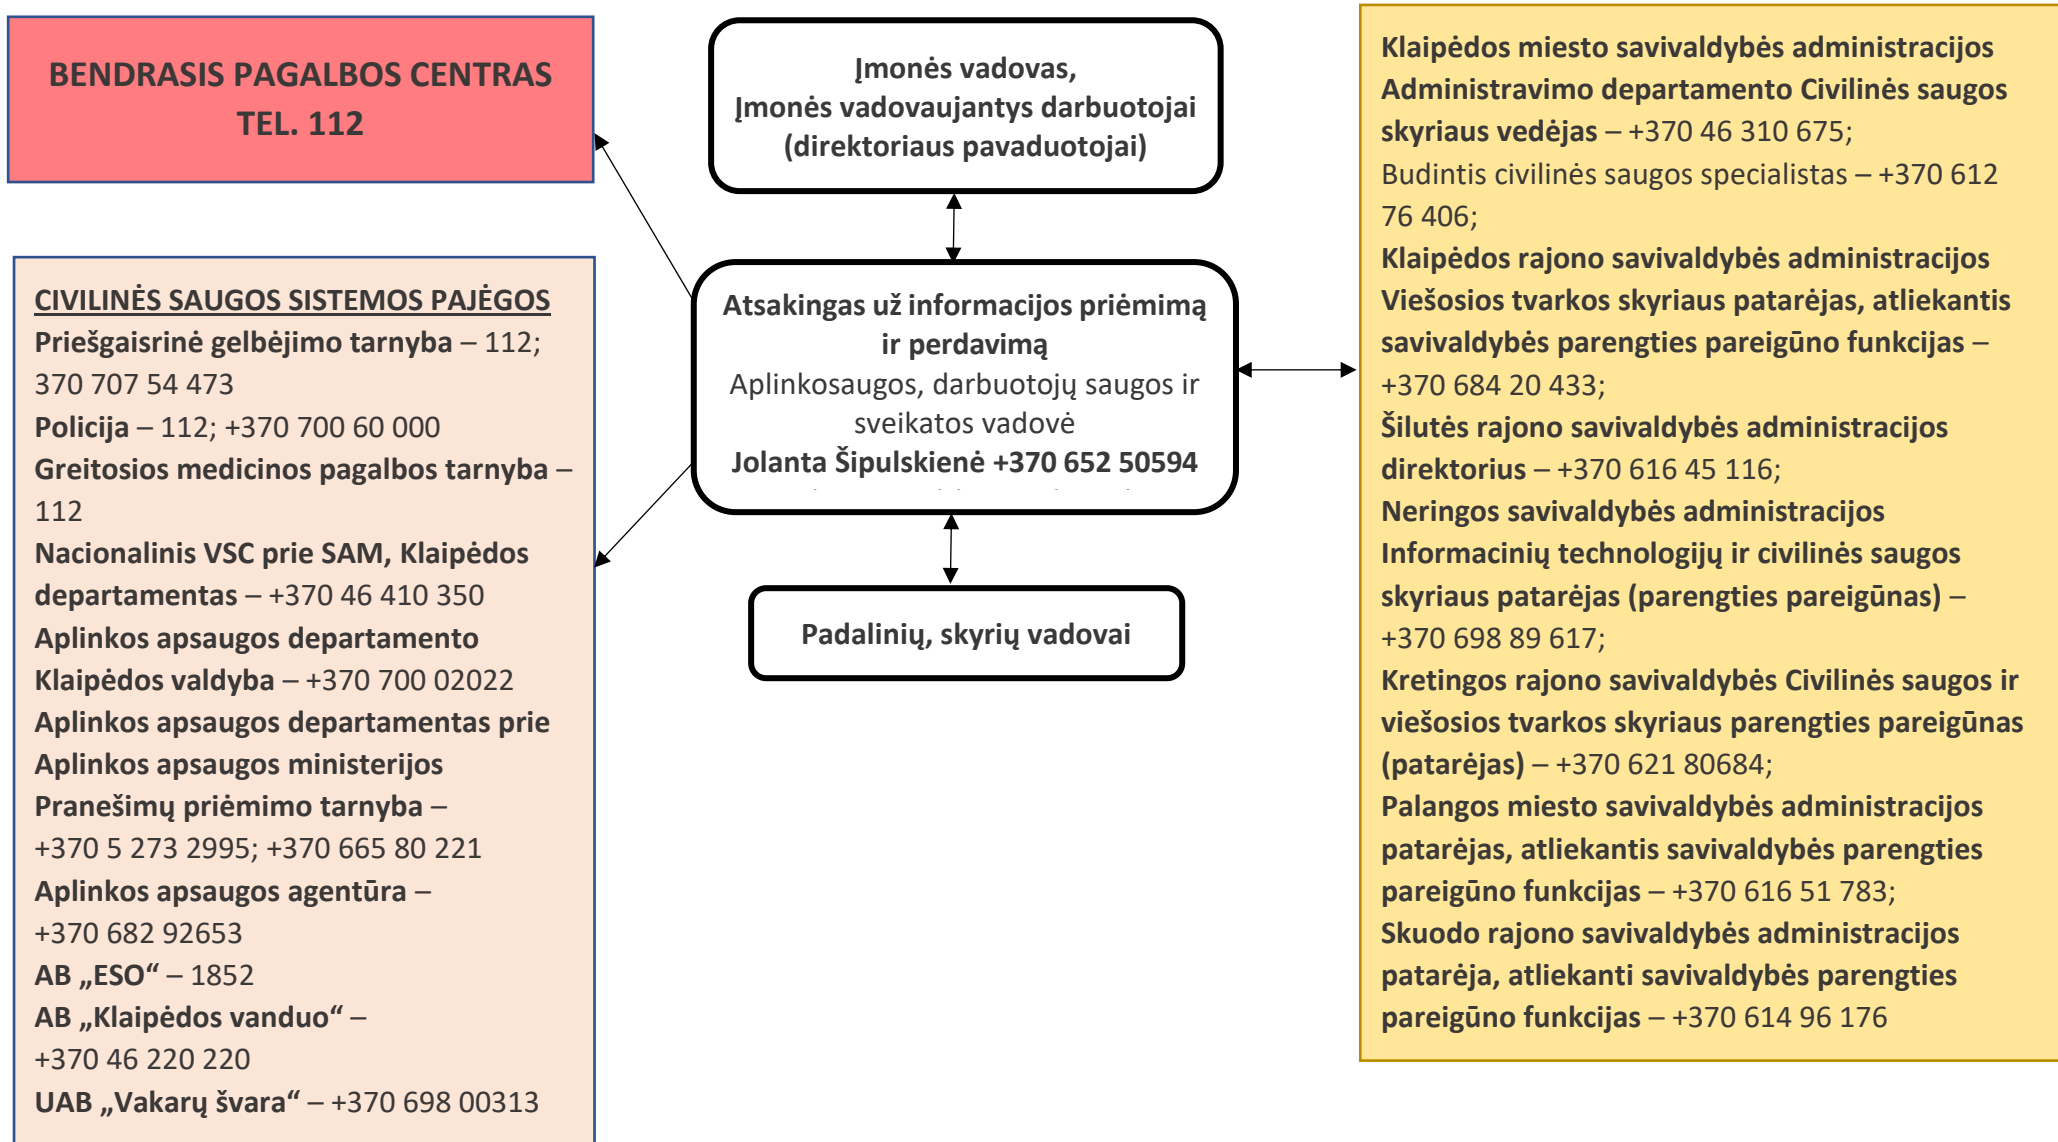 BENDRASIS PAGALBOS CENTRAS
TEL. 112
CIVILINĖS SAUGOS SISTEMOS PAJĖGOS
Priešgaisrinė gelbėjimo tarnyba – 112;
370 707 54 473
Policija – 112; +370 700 60 000
Greitosios medicinos pagalbos tarnyba –
112
Nacionalinis VSC prie SAM, Klaipėdos
departamentas – +370 46 410 350
Aplinkos apsaugos departamento
Klaipėdos valdyba – +370 700 02022
Aplinkos apsaugos departamentas prie
Aplinkos apsaugos ministerijos
Pranešimų priėmimo tarnyba –
+370 5 273 2995; +370 665 80 221
Aplinkos apsaugos agentūra –
+370 682 92653
AB „ESO“ – 1852
AB „Klaipėdos vanduo“ –
+370 46 220 220
UAB „Vakarų švara“ – +370 698 00313
Įmonės vadovas,
Įmonės vadovaujantys darbuotojai
(direktoriaus pavaduotojai)
Atsakingas už informacijos priėmimą
ir perdavimą
Aplinkosaugos, darbuotojų saugos ir
sveikatos vadovė
Jolanta Šipulskienė +370 652 50594
Padalinių, skyrių vadovai
Klaipėdos miesto savivaldybės administracijos
Administravimo departamento Civilinės saugos
skyriaus vedėjas – +370 46 310 675;
Budintis civilinės saugos specialistas – +370 612
76 406;
Klaipėdos rajono savivaldybės administracijos
Viešosios tvarkos skyriaus patarėjas, atliekantis
savivaldybės parengties pareigūno funkcijas –
+370 684 20 433;
Šilutės rajono savivaldybės administracijos
direktorius – +370 616 45 116;
Neringos savivaldybės administracijos
Informacinių technologijų ir civilinės saugos
skyriaus patarėjas (parengties pareigūnas) –
+370 698 89 617;
Kretingos rajono savivaldybės Civilinės saugos ir
viešosios tvarkos skyriaus parengties pareigūnas
(patarėjas) – +370 621 80684;
Palangos miesto savivaldybės administracijos
patarėjas, atliekantis savivaldybės parengties
pareigūno funkcijas – +370 616 51 783;
Skuodo rajono savivaldybės administracijos
patarėja, atliekanti savivaldybės parengties
pareigūno funkcijas – +370 614 96 176